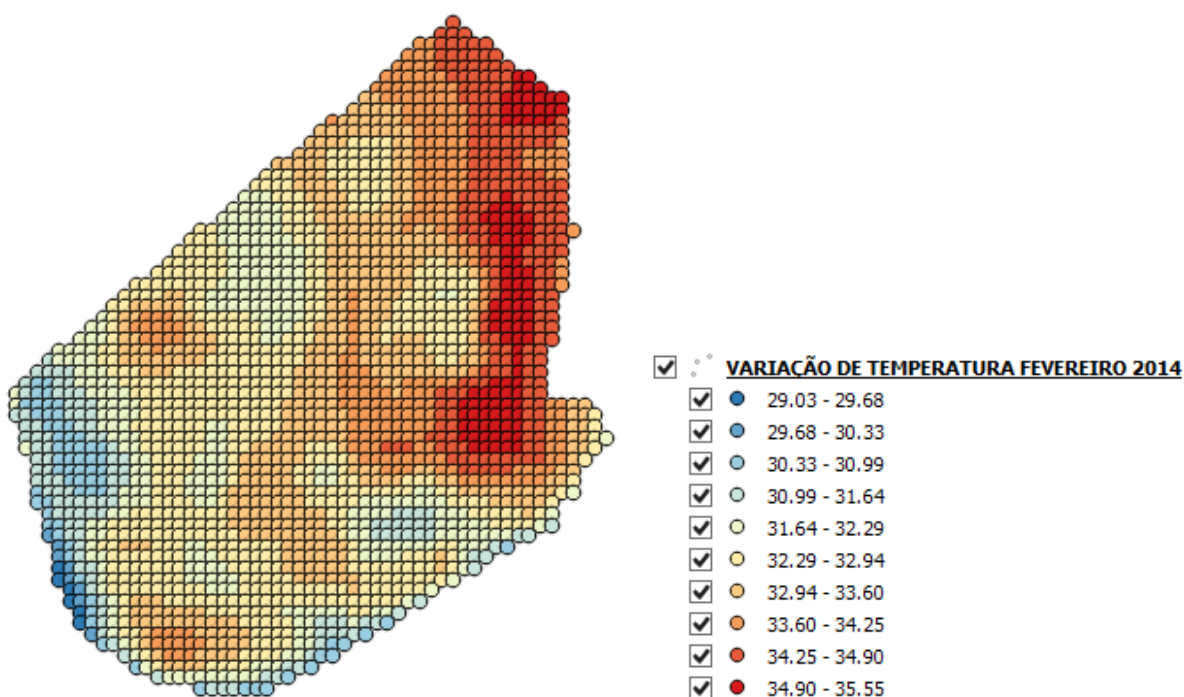 VARIAÇÃO DE TEMPERATURA FEVEREIRO 2014
29.03 - 29.68
29.68 - 30.33
30.33 - 30.99
30.99 - 31.64
31.64 - 32.29
32.29 - 32.94
32.94 - 33.60
33.60 - 34.25
34.25 - 34.90
34.90 - 35.55